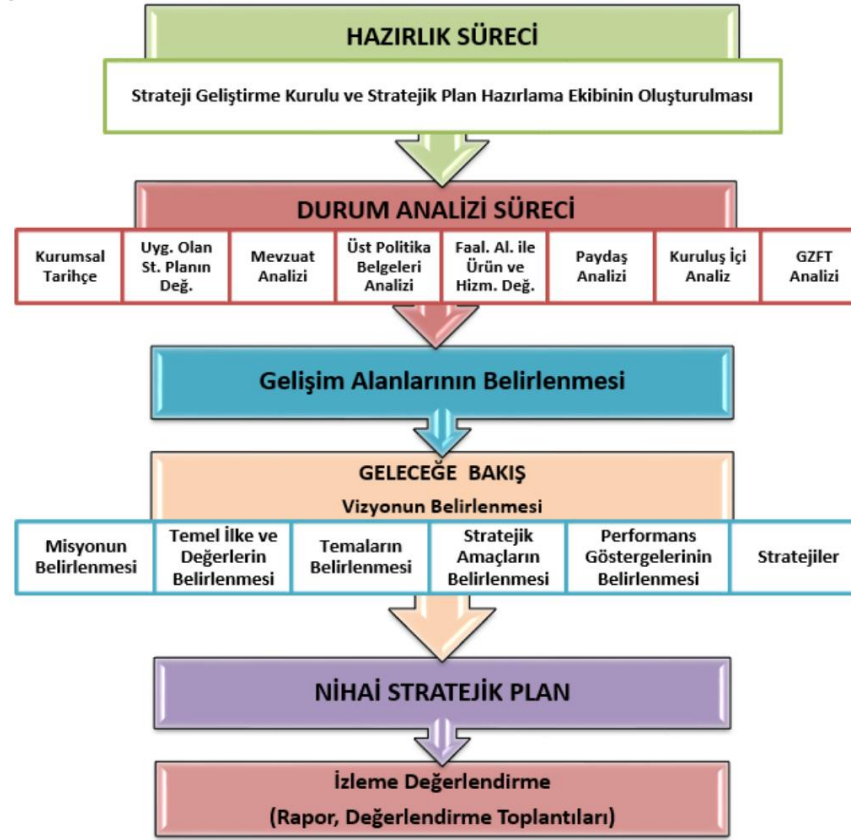 HAZIRLIK SÜRECİ
Strateji Geliştirme Kurulu ve Stratejik Plan Hazırlama Ekibinin Oluşturulması
DURUM ANALİZİ SÜRECİ
Kurumsal
Tarihçe
Uyg. Olan
St. Planın
Değ.
Mevzuat
Analizi
Üst Politika
Belgeleri
Analizi
Faal. Al. ile
Ürün ve
Hizm. Değ.
Paydaş
Analizi
Kuruluş İçi
Analiz
GZFT
Analizi
Gelişim Alanlarının Belirlenmesi
GELECEĞE BAKIŞ
Vizyonun Belirlenmesi
Misyonun
Belirlenmesi
Temel İlke ve
Değerlerin
Belirlenmesi
Temaların
Belirlenmesi
Stratejik
Amaçların
Belirlenmesi
Performans
Göstergelerinin
Belirlenmesi
Stratejiler
NİHAİ STRATEJİK PLAN
İzleme Değerlendirme
(Rapor, Değerlendirme Toplantıları)